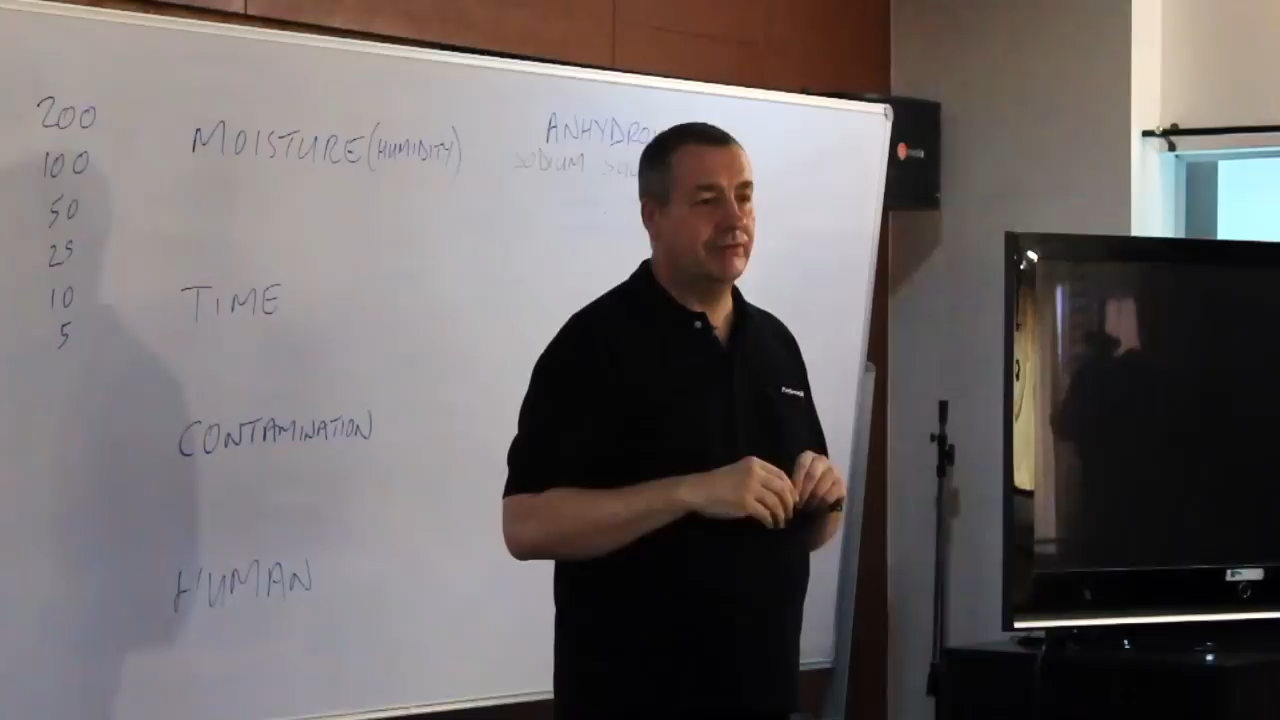 200
100
50
25
10
5
MOISTURE (HUMIDITY)
ANHYDRO
SODIUM
TIME
CONTAMINATION
HUMAN